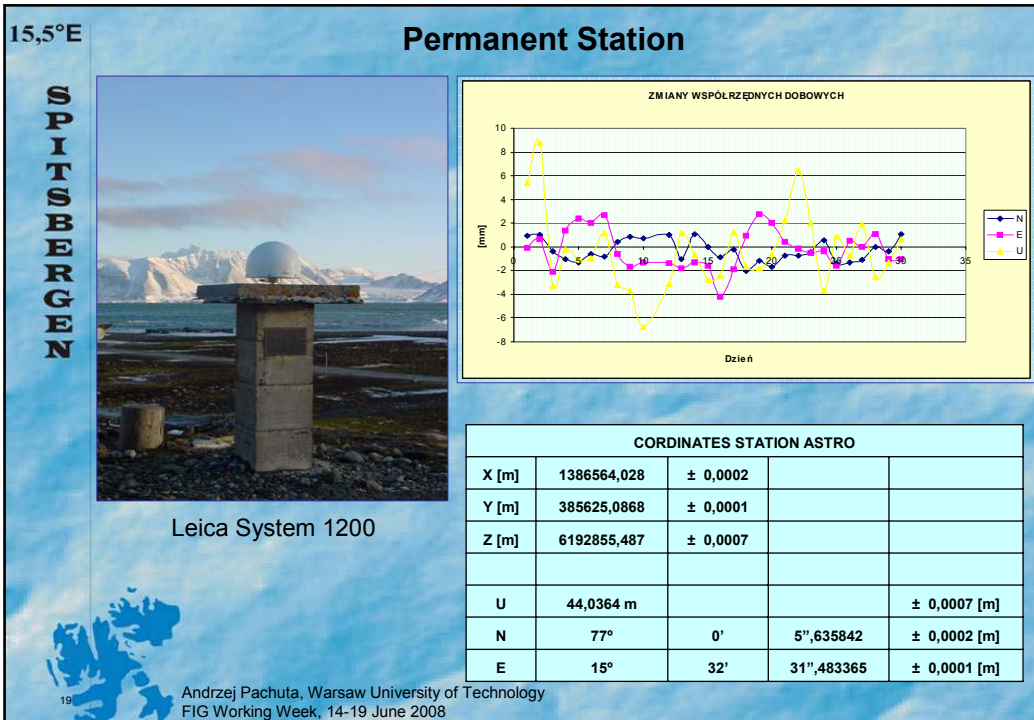 15,5°E
SPITSBERGEN
Permanent Station
ZMIANY WSPÓŁRZĘDNYCH DOBOWYCH
10
8
6
4
2
0
-2
-4
-6
-8
[mm]
0 5 10 15 20 25 30 35
Dzień
N
E
U
Leica System 1200
CORDINATES STATION ASTRO
X [m] 1386564,028 ± 0,0002
Y [m] 385625,0868 ± 0,0001
Z [m] 6192855,487 ± 0,0007
U 44,0364 m ± 0,0007 [m]
N 77º 0’ 5”,635842 ± 0,0002 [m]
E 15º 32’ 31”,483365 ± 0,0001 [m]
19
Andrzej Pachuta, Warsaw University of Technology
FIG Working Week, 14-19 June 2008